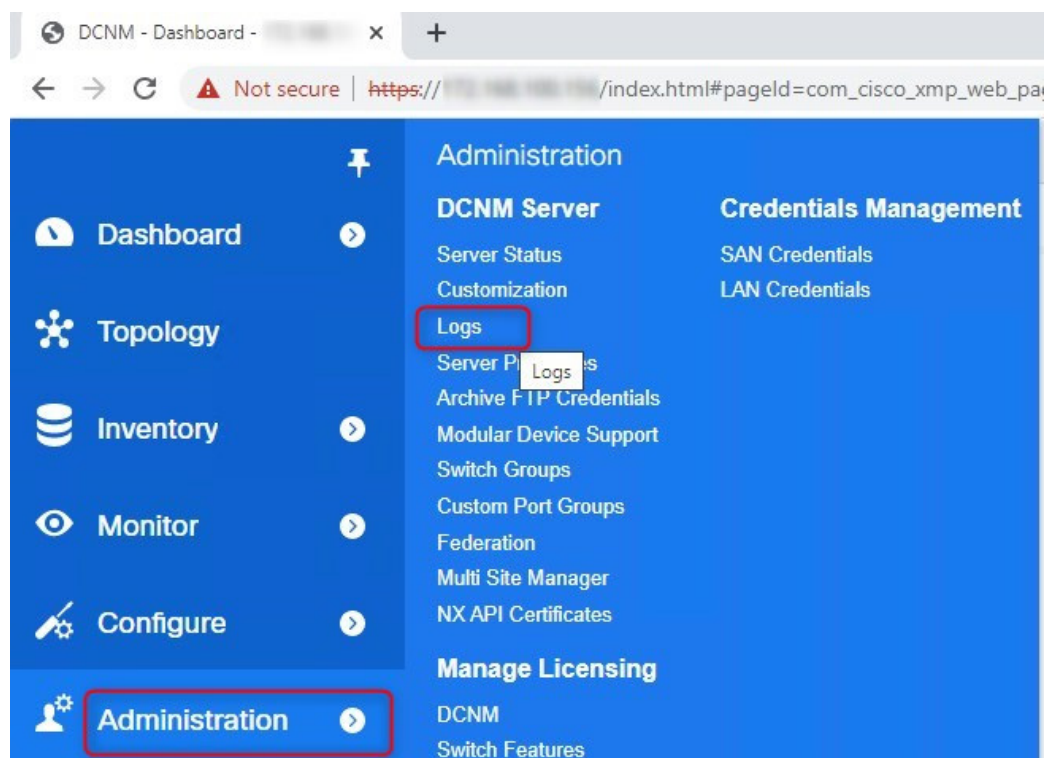 DCNM - Dashboard -
Not secure | https:// /index.html#pageId=com_cisco_xmp_web_pa
Dashboard
Topology
Inventory
Monitor
Configure
Administration
Administration
DCNM Server
Server Status
Customization
Logs
Server
Logs
Archive FTP Credentials
Modular Device Support
Switch Groups
Custom Port Groups
Federation
Multi Site Manager
NX API Certificates
Manage Licensing
DCNM
Switch Features
Credentials Management
SAN Credentials
LAN Credentials